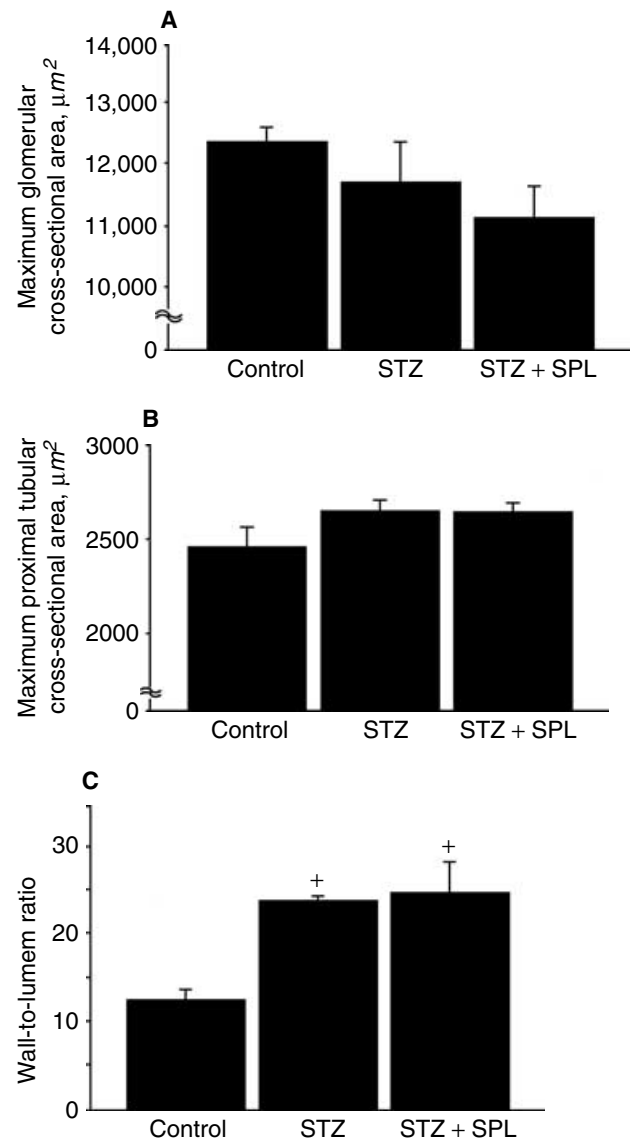 A
Maximum glomerular
cross-sectional area, μm²
14,000
13,000
12,000
11,000
10,000
0
Control STZ STZ + SPL
B
Maximum proximal tubular
cross-sectional area, μm²
3000
2500
2000
0
Control STZ STZ + SPL
C
Wall-to-lumem ratio
30
20
10
0
+ +
Control STZ STZ + SPL